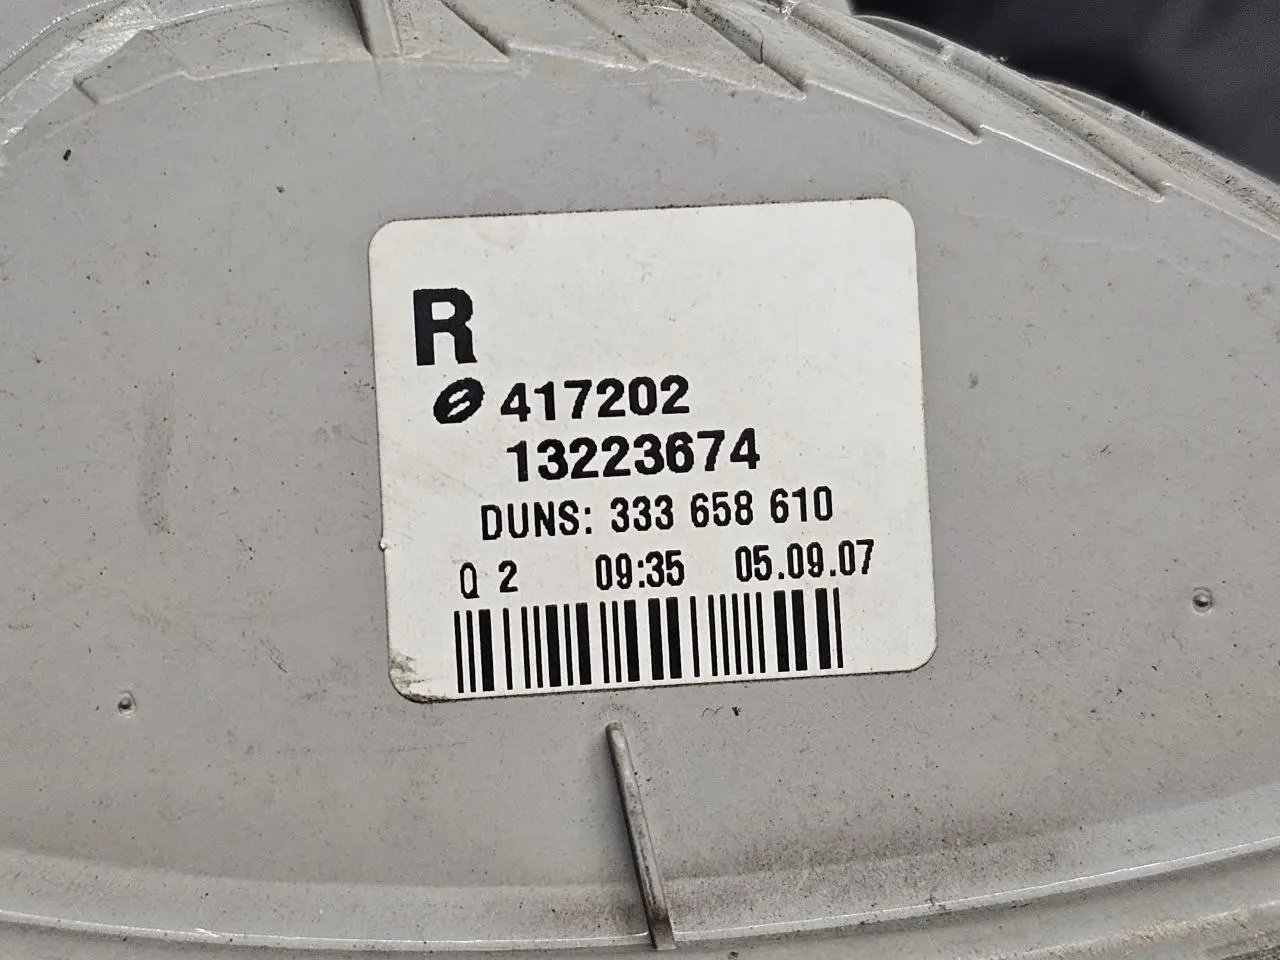 R
417202
13223674
DUNS: 333 658 610
Q 2 09:35 05.09.07